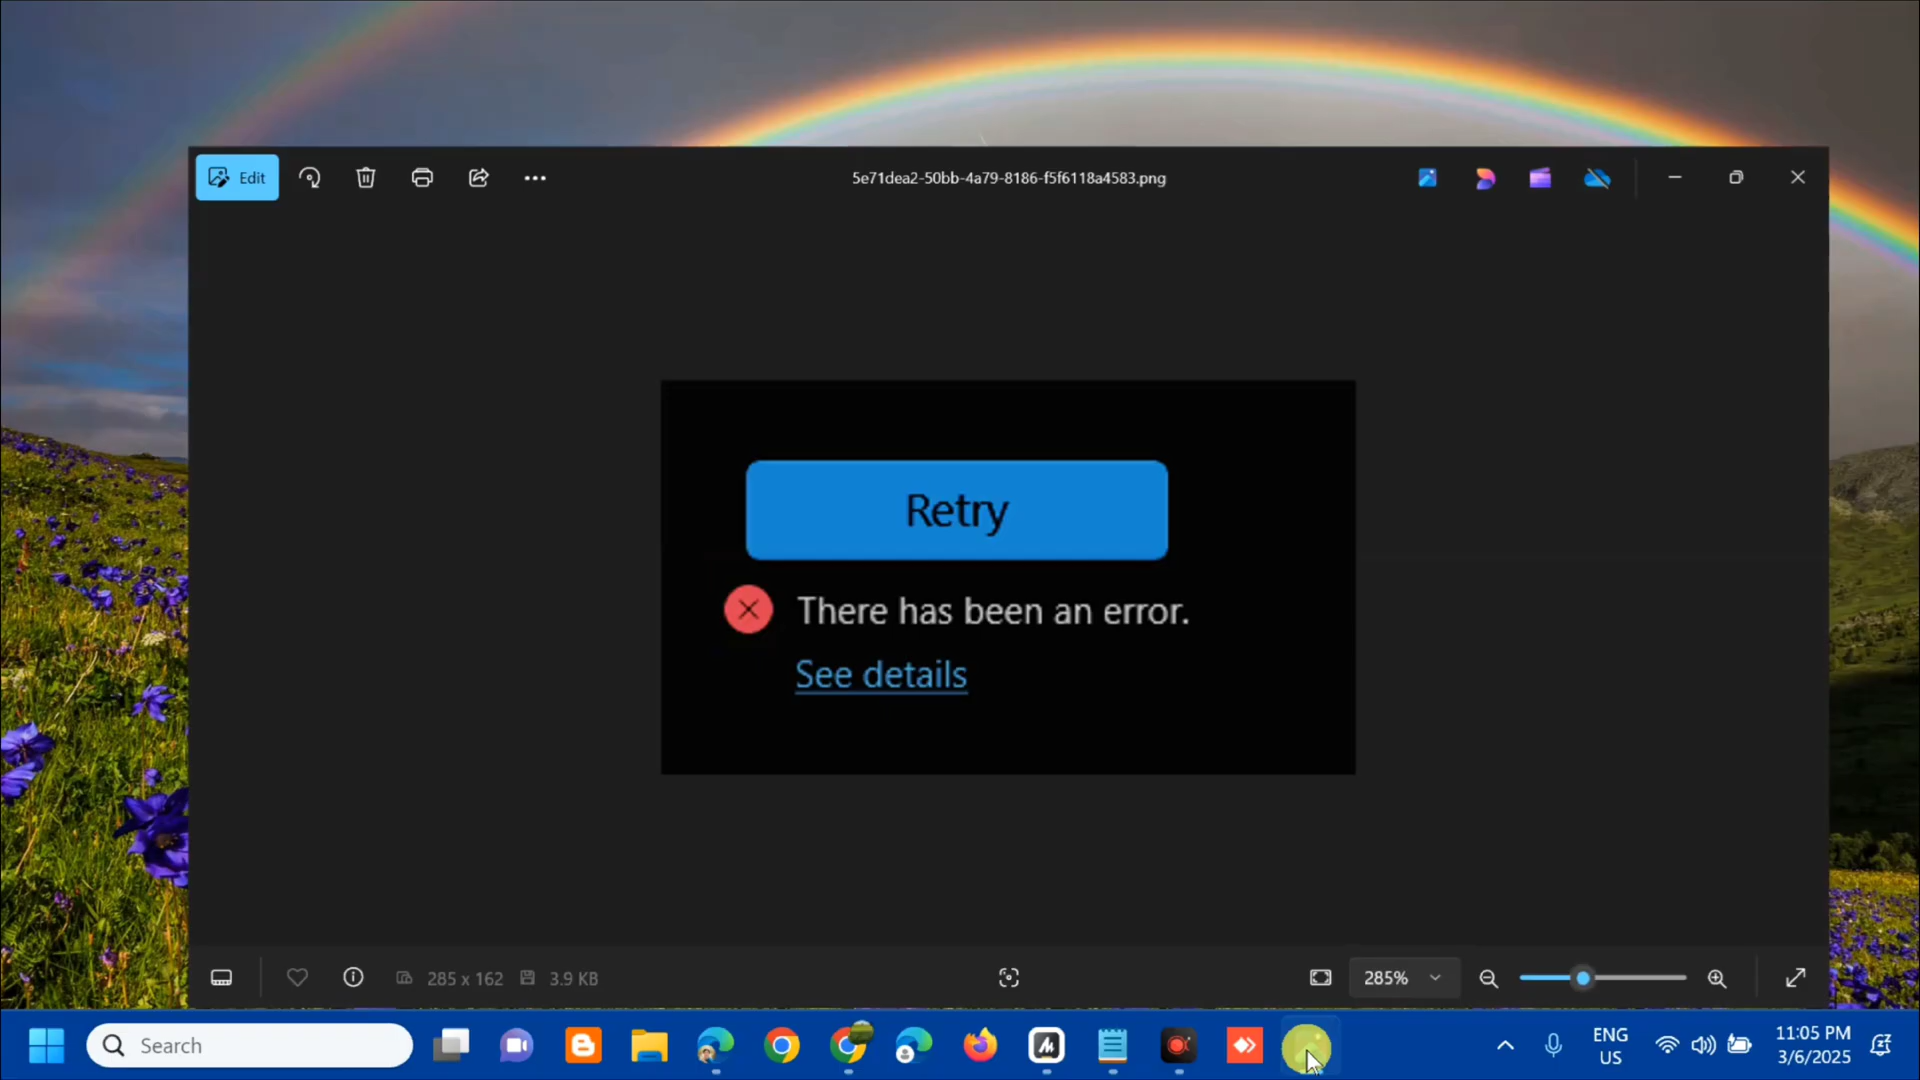 Edit
5e71dea2-50bb-4a79-8186-f5f6118a4583.png
Retry
There has been an error.
See details
285 x 162
3.9 KB
285%
Search
ENG
US
11:05 PM
3/6/2025